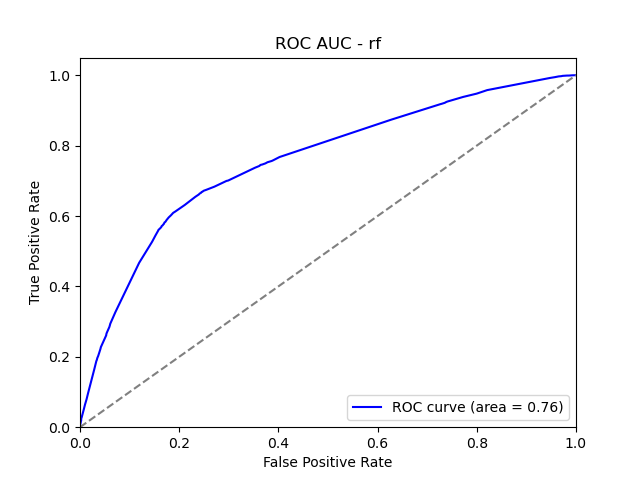 ROC AUC - rf
True Positive Rate
1.0
0.8
0.6
0.4
0.2
0.0
ROC curve (area = 0.76)
0.0 0.2 0.4 0.6 0.8 1.0
False Positive Rate